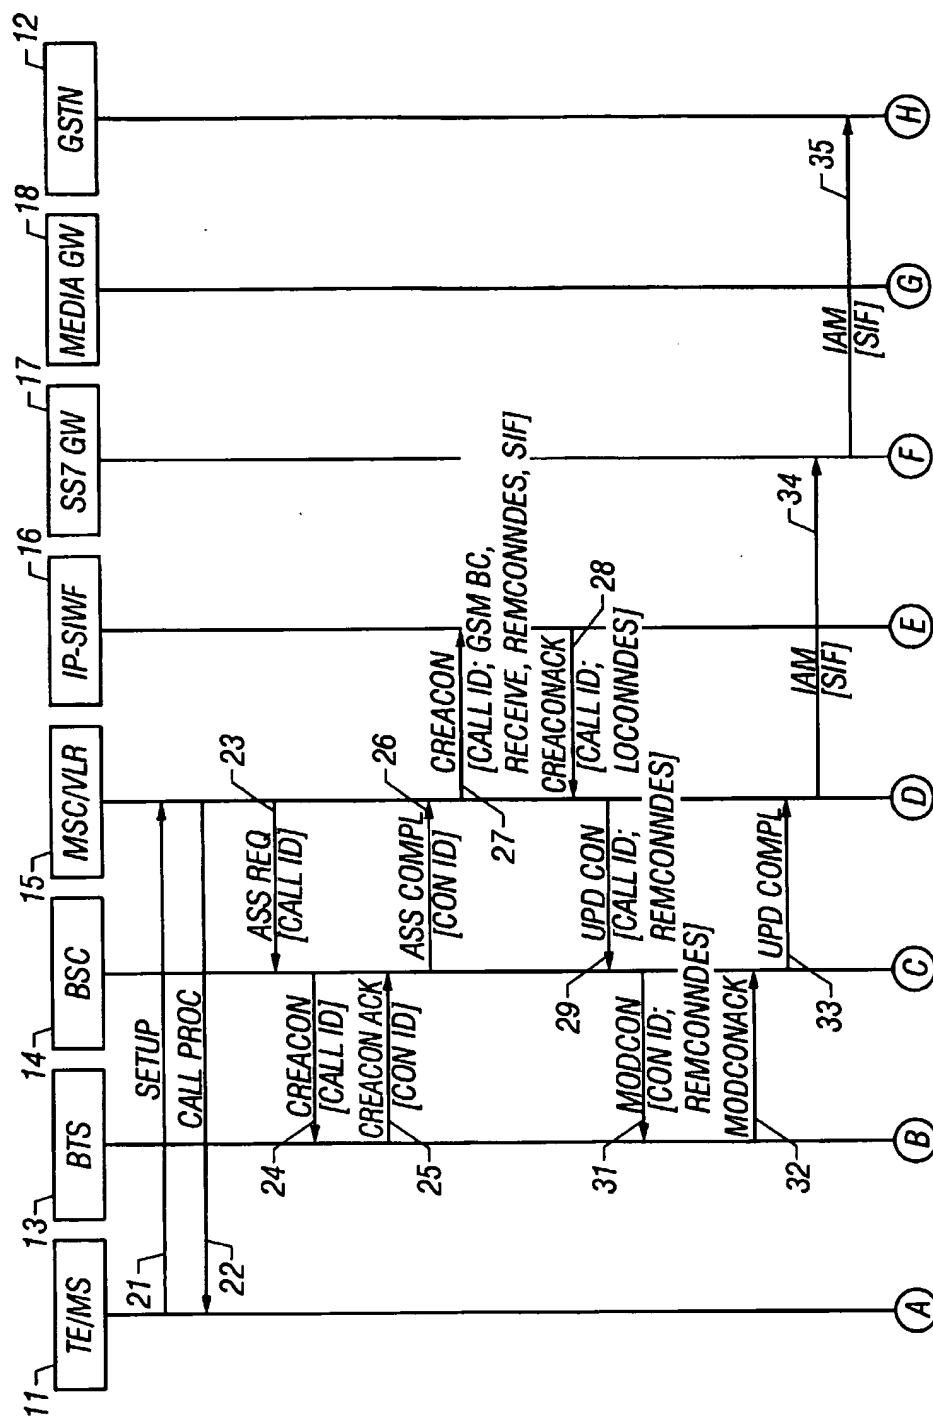 11
TE/MS
13
BTS
14
BSC
15
MSC/VLR
16
IP-SIWF
17
SS7 GW
18
MEDIA GW
12
GSTN
21
SETUP
22
CALL PROC
23
ASS REQ
[CALL ID]
24
CREACON
[CALL ID]
25
CREACON ACK
[CON ID]
26
ASS COMPL
[CON ID]
27
CREACON
[CALL ID; GSM BC,
RECEIVE, REMCONNDES, SIF]
28
CREACONACK
[CALL ID;
LOCONNDES]
29
UPD CON
[CALL ID;
REMCONNDES]
31
MODCON
[CON ID;
REMCONNDES]
32
MODCONACK
33
UPD COMPL
34
IAM
[SIF]
35
IAM
[SIF]
A
B
C
D
E
F
G
H